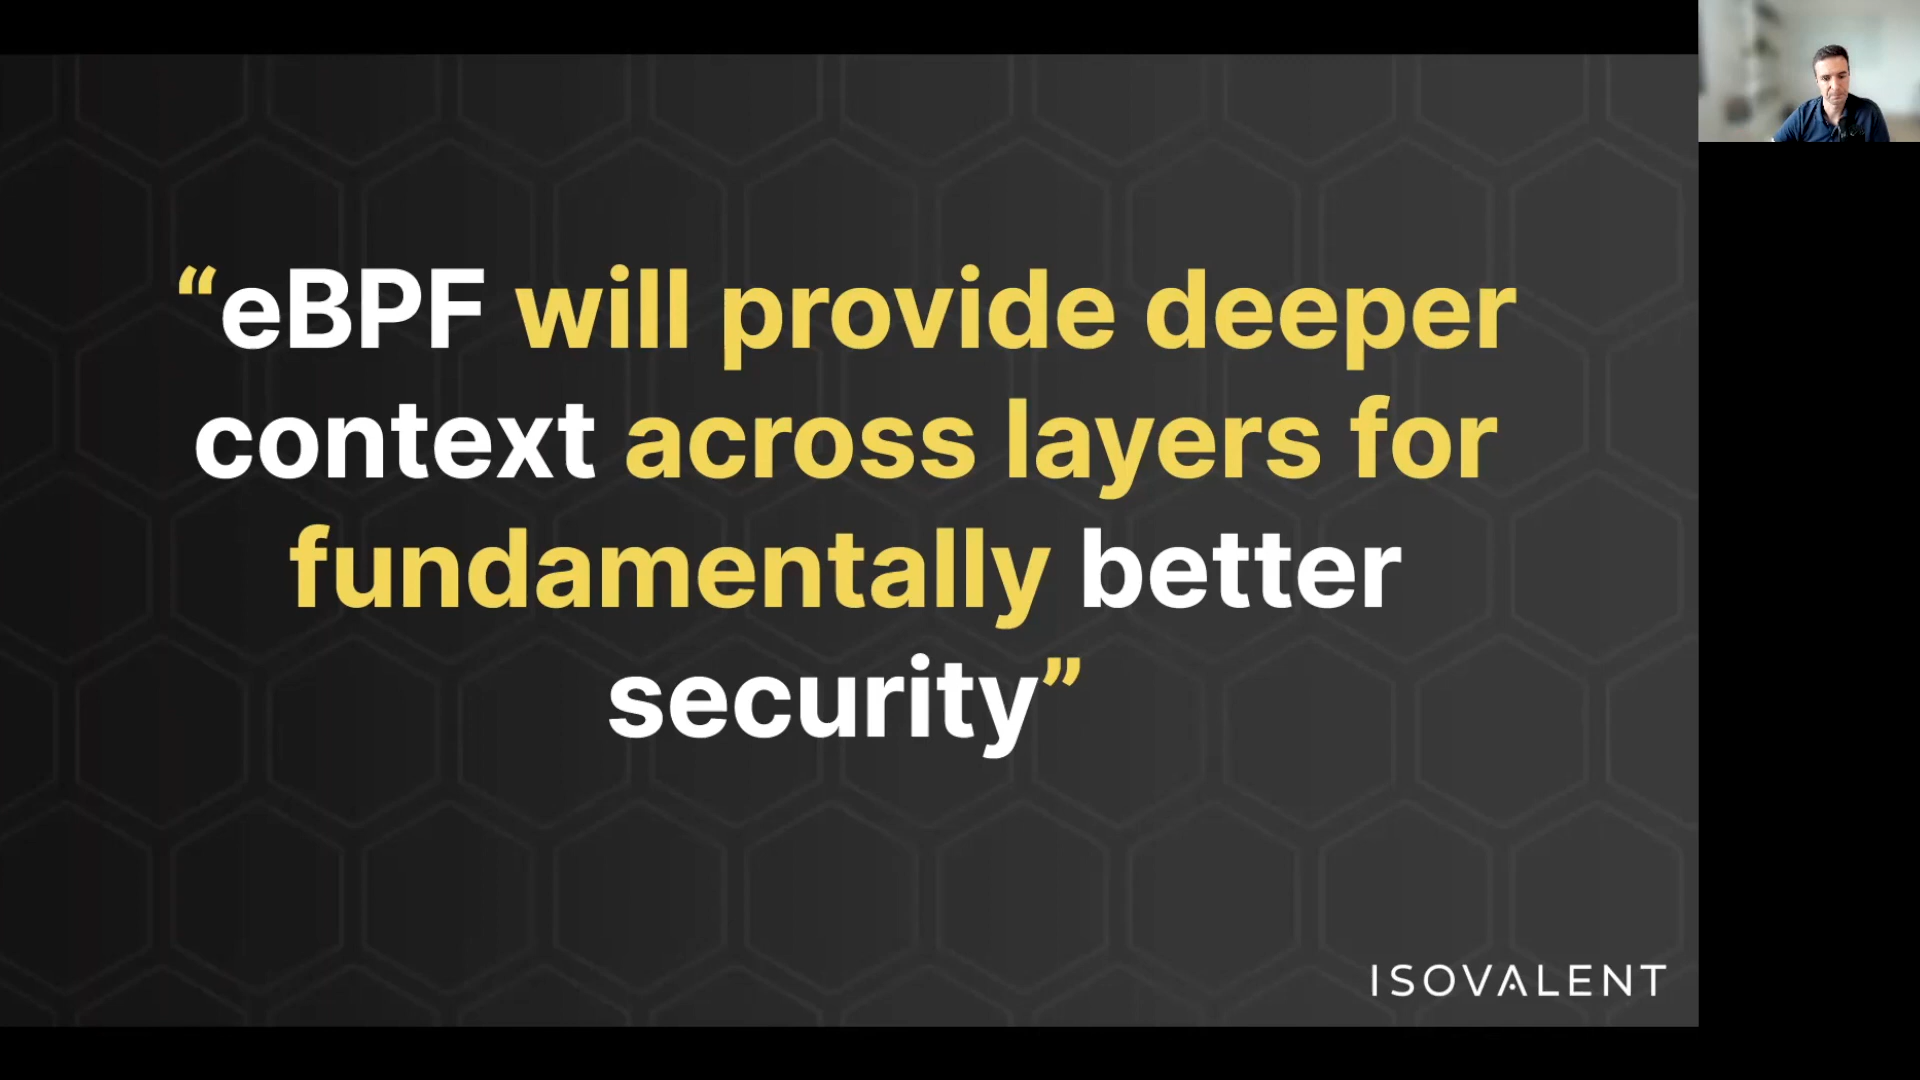 “eBPF will provide deeper
context across layers for
fundamentally better
security”
ISOVALENT